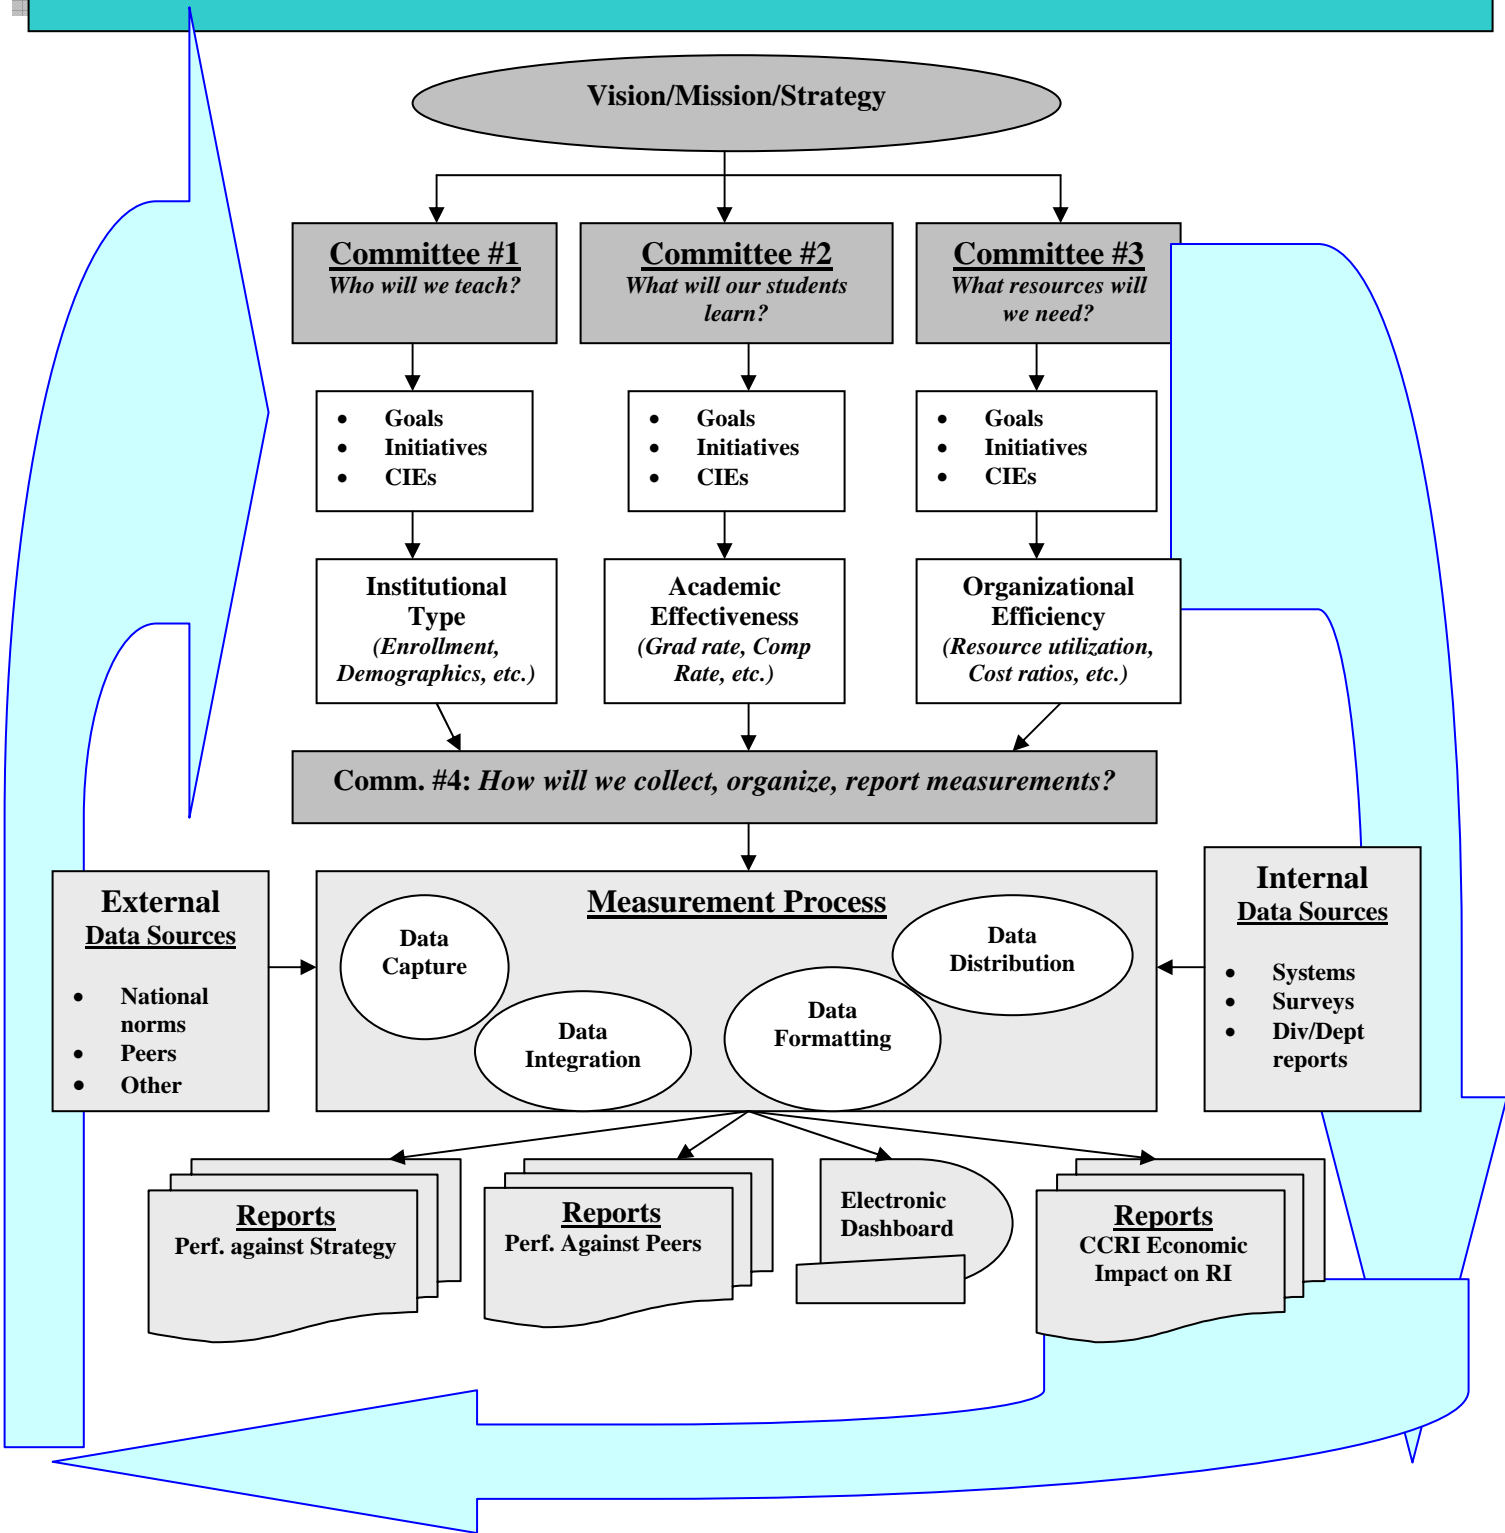 Vision/Mission/Strategy
Committee #1
Who will we teach?
Committee #2
What will our students
learn?
Committee #3
What resources will
we need?
• Goals
• Initiatives
• CIEs
• Goals
• Initiatives
• CIEs
• Goals
• Initiatives
• CIEs
Institutional
Type
(Enrollment,
Demographics, etc.)
Academic
Effectiveness
(Grad rate, Comp
Rate, etc.)
Organizational
Efficiency
(Resource utilization,
Cost ratios, etc.)
Comm. #4: How will we collect, organize, report measurements?
External
Data Sources
• National
norms
• Peers
• Other
Measurement Process
Data
Capture
Data
Integration
Data
Formatting
Data
Distribution
Internal
Data Sources
• Systems
• Surveys
• Div/Dept
reports
Reports
Perf. against Strategy
Reports
Perf. Against Peers
Electronic
Dashboard
Reports
CCRI Economic
Impact on RI